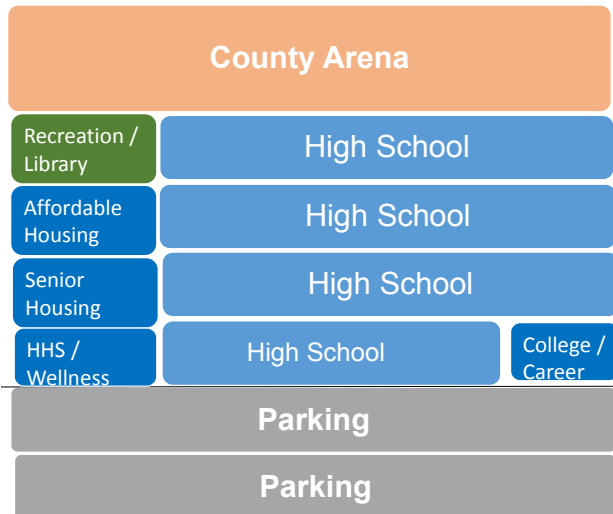 County Arena
Recreation /
Library
High School
Affordable
Housing
High School
Senior
Housing
High School
HHS /
Wellness
High School
College /
Career
Parking
Parking